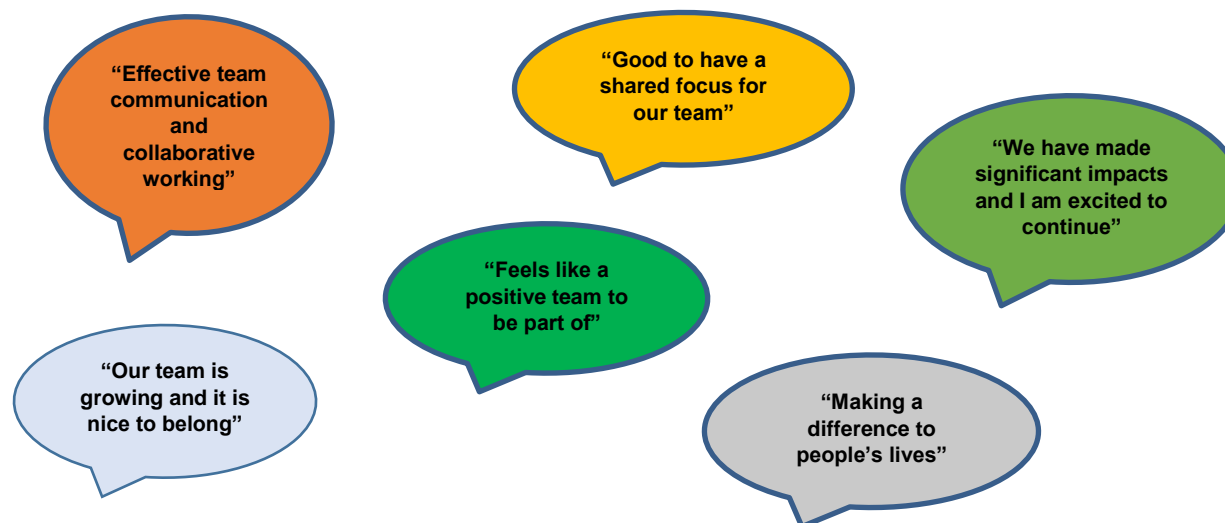 “Effective team
communication
and
collaborative
working”
“Good to have a
shared focus for
our team”
“We have made
significant impacts
and I am excited to
continue”
“Feels like a
positive team to
be part of”
“Our team is
growing and it is
nice to belong”
“Making a
difference to
people’s lives”